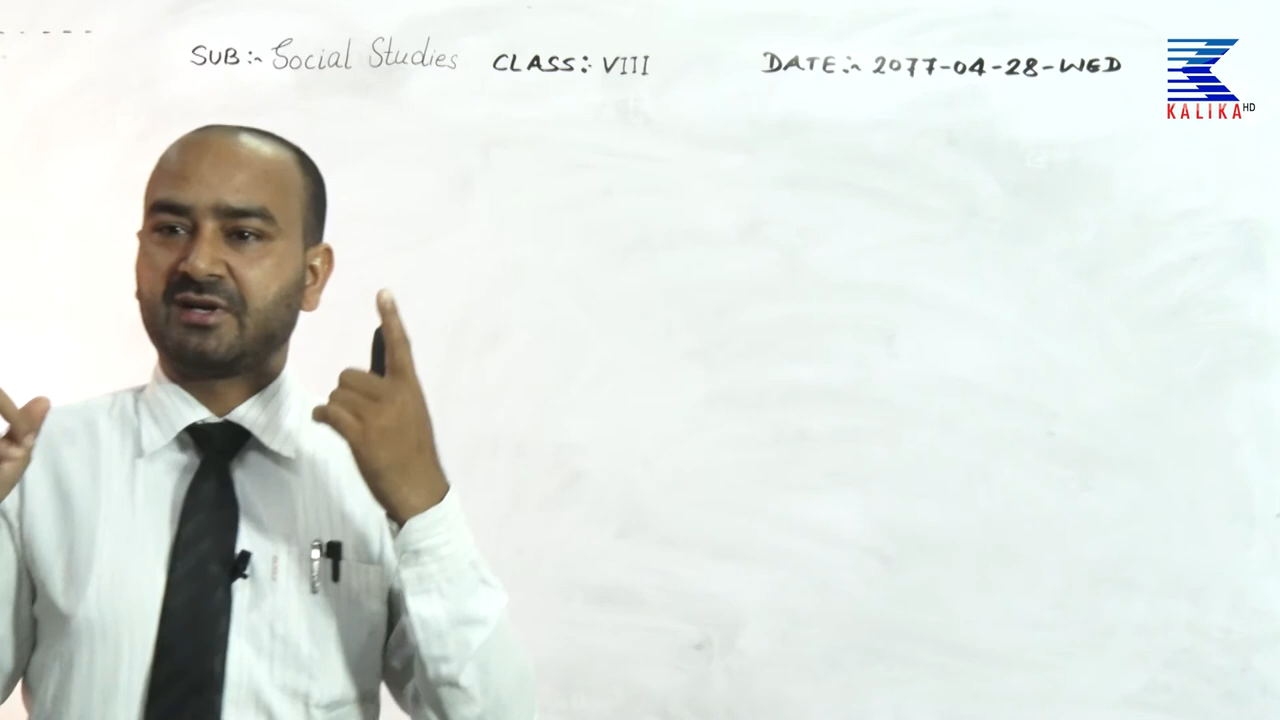 SUB:- Social Studies CLASS: VIII DATE:- 2077-04-28-WED
KALIKA HD